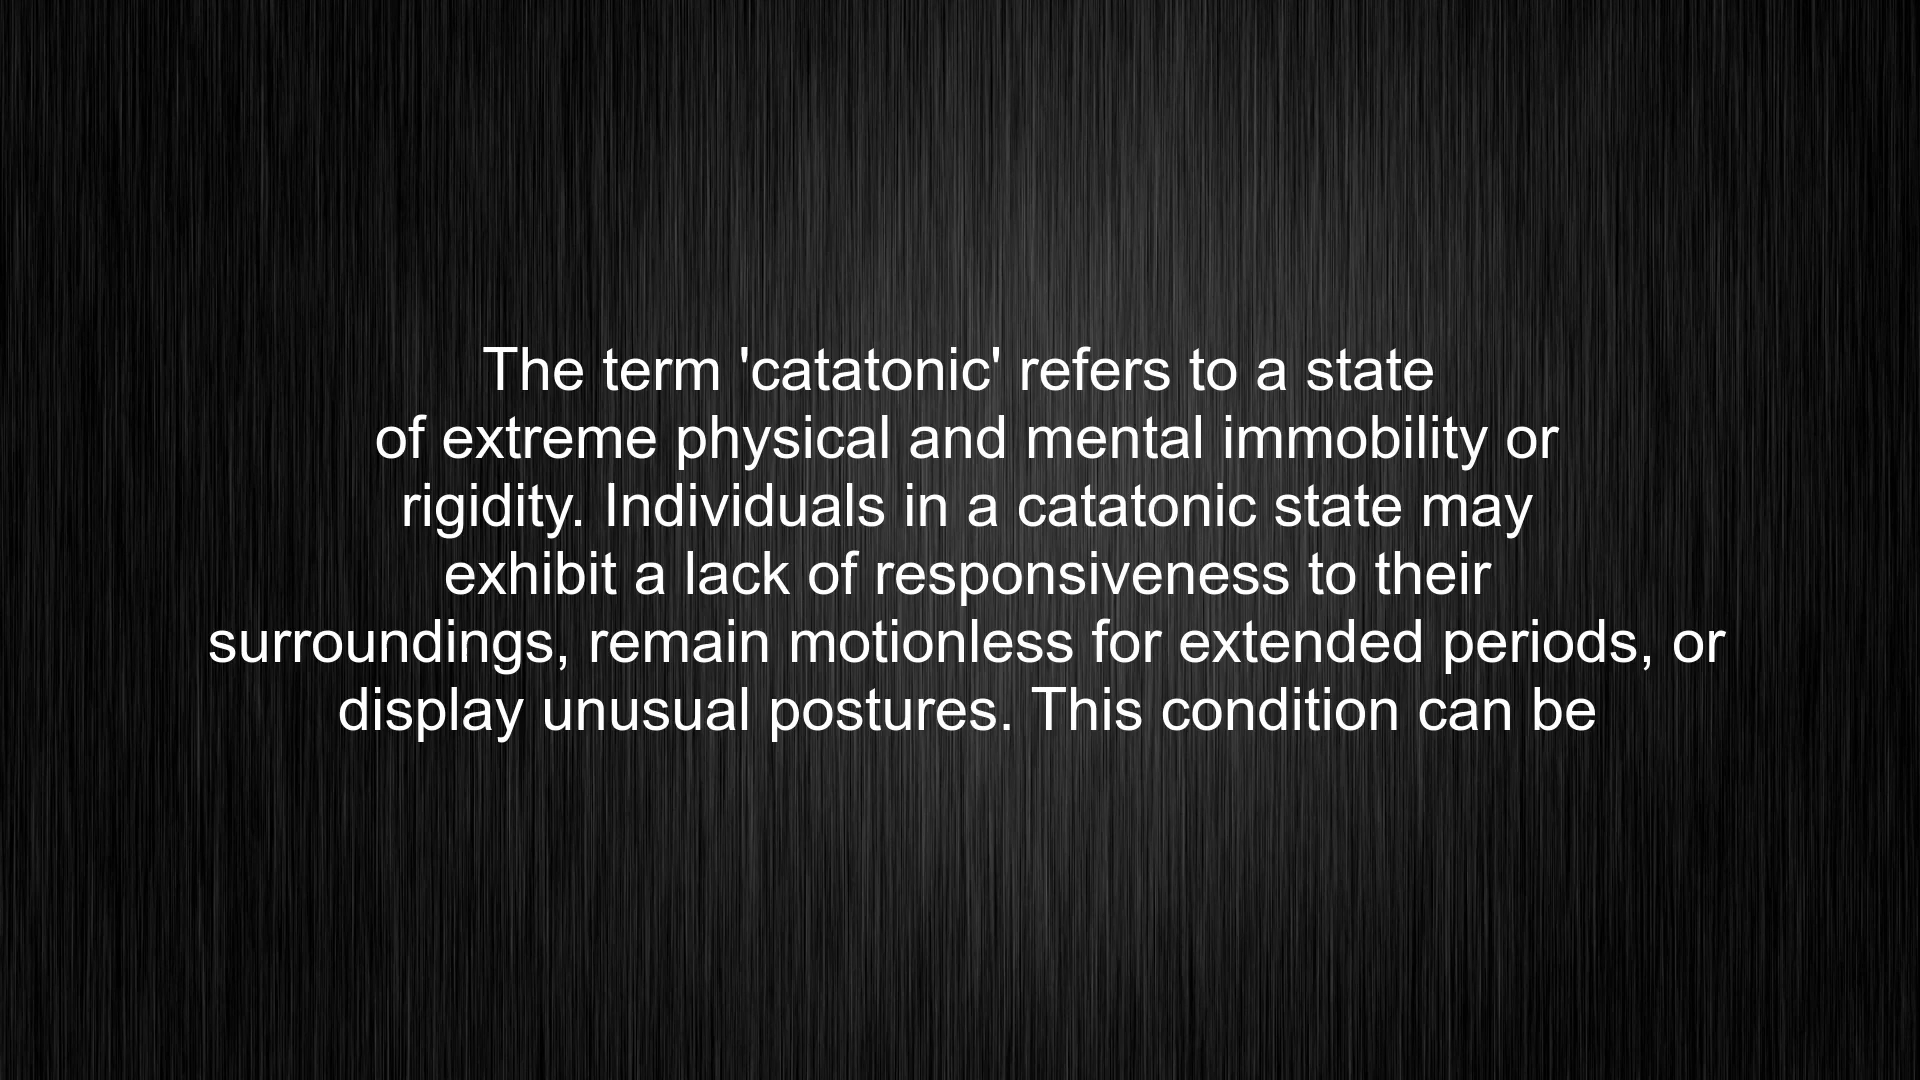 The term 'catatonic' refers to a state
of extreme physical and mental immobility or
rigidity. Individuals in a catatonic state may
exhibit a lack of responsiveness to their
surroundings, remain motionless for extended periods, or
display unusual postures. This condition can be